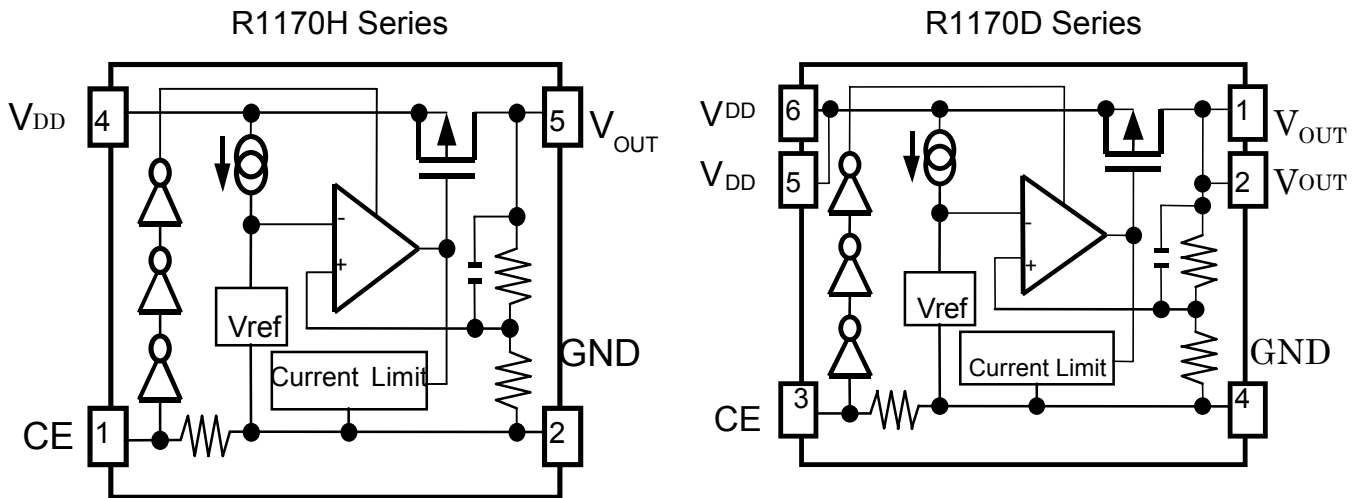 R1170H Series
VDD
4
5
VOUT
-
+
Vref
Current Limit
GND
CE
1
2
R1170D Series
VDD
6
1
VOUT
VDD
5
2
VOUT
-
+
Vref
Current Limit
GND
CE
3
4